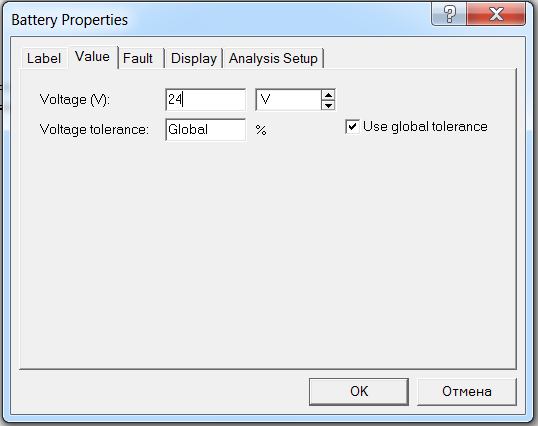 Battery Properties
Label Value Fault Display Analysis Setup
Voltage (V): 24 V
Voltage tolerance: Global % Use global tolerance
OK Отмена